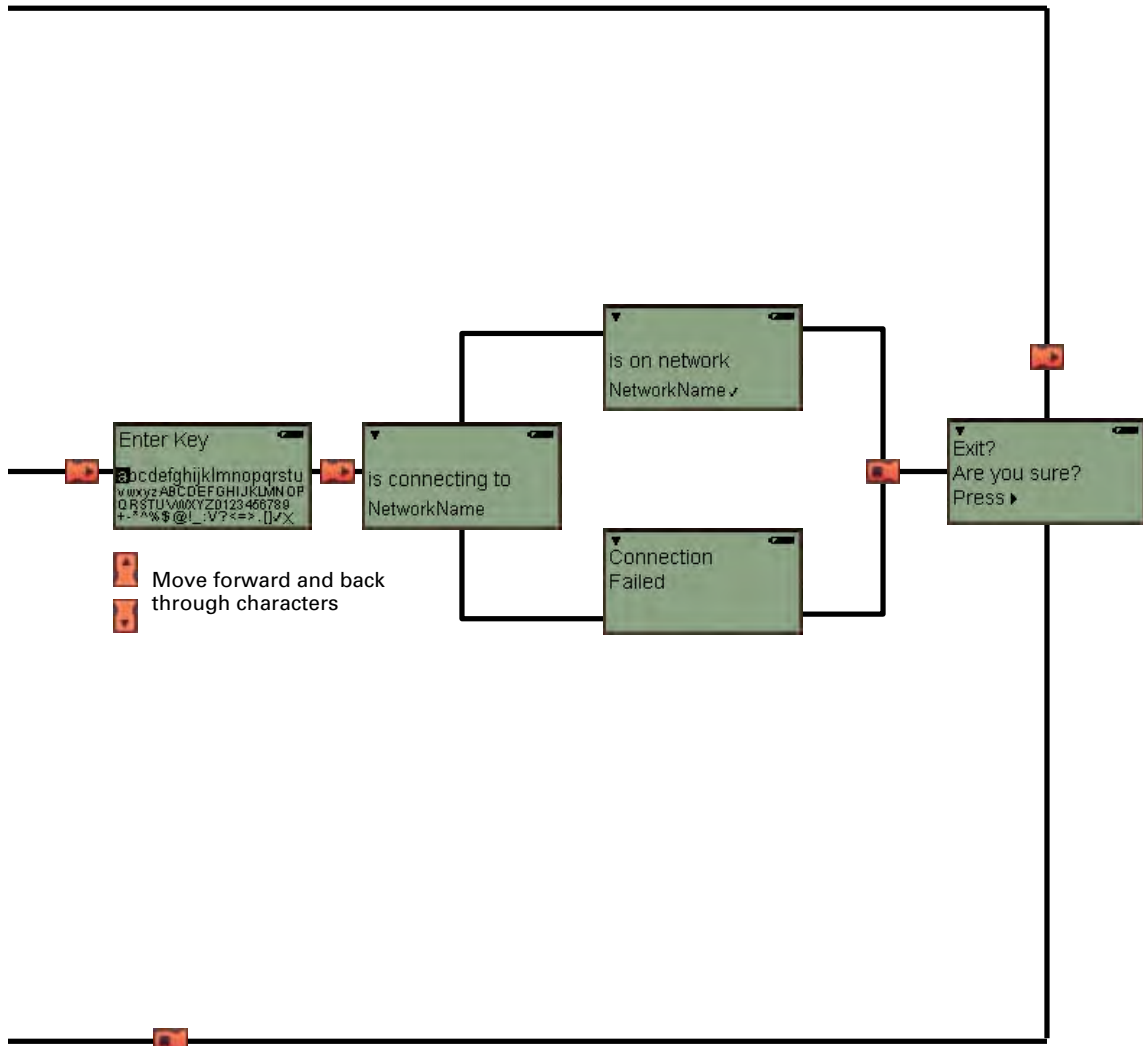 is on network
NetworkName ✓
Enter Key
abcdefghijklmnopqrstu
vwxyzABCDEFGHIJKLMNOP
QRSTUVWXYZ0123456789
+-*^%$@!_:\/?<=>.[]✓X
is connecting to
NetworkName
Exit?
Are you sure?
Press ▸
Connection
Failed
Move forward and back
through characters